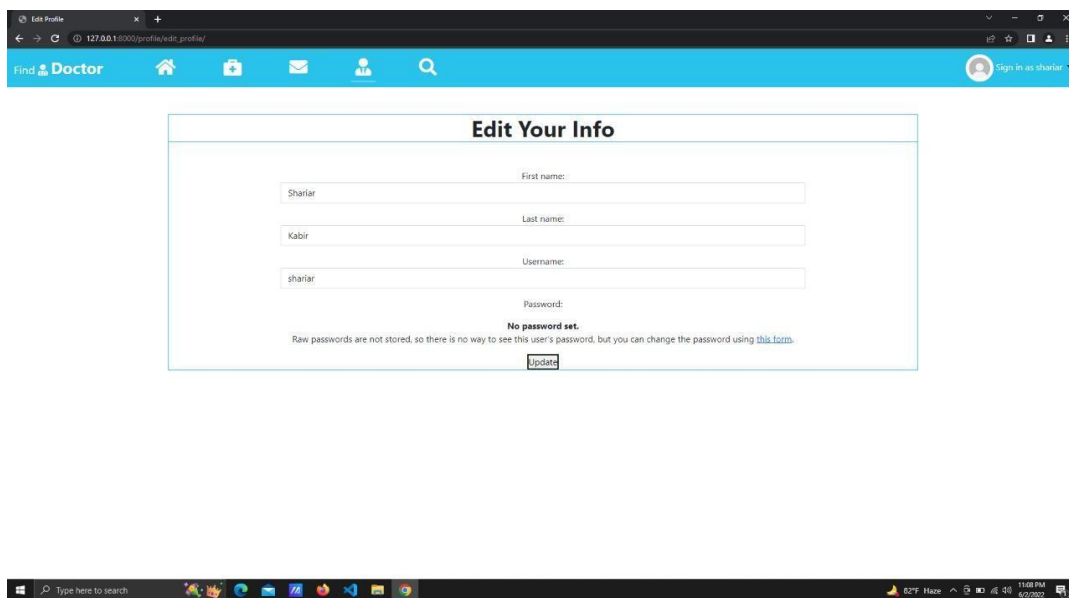 Edit Profile
127.0.0.1:8000/profile/edit_profile/
Find Doctor
Sign in as shariar
Edit Your Info
First name:
Shariar
Last name:
Kabir
Username:
shariar
Password:
No password set.
Raw passwords are not stored, so there is no way to see this user's password, but you can change the password using this form.
Update
Type here to search
82°F Haze
11:08 PM
6/2/2022